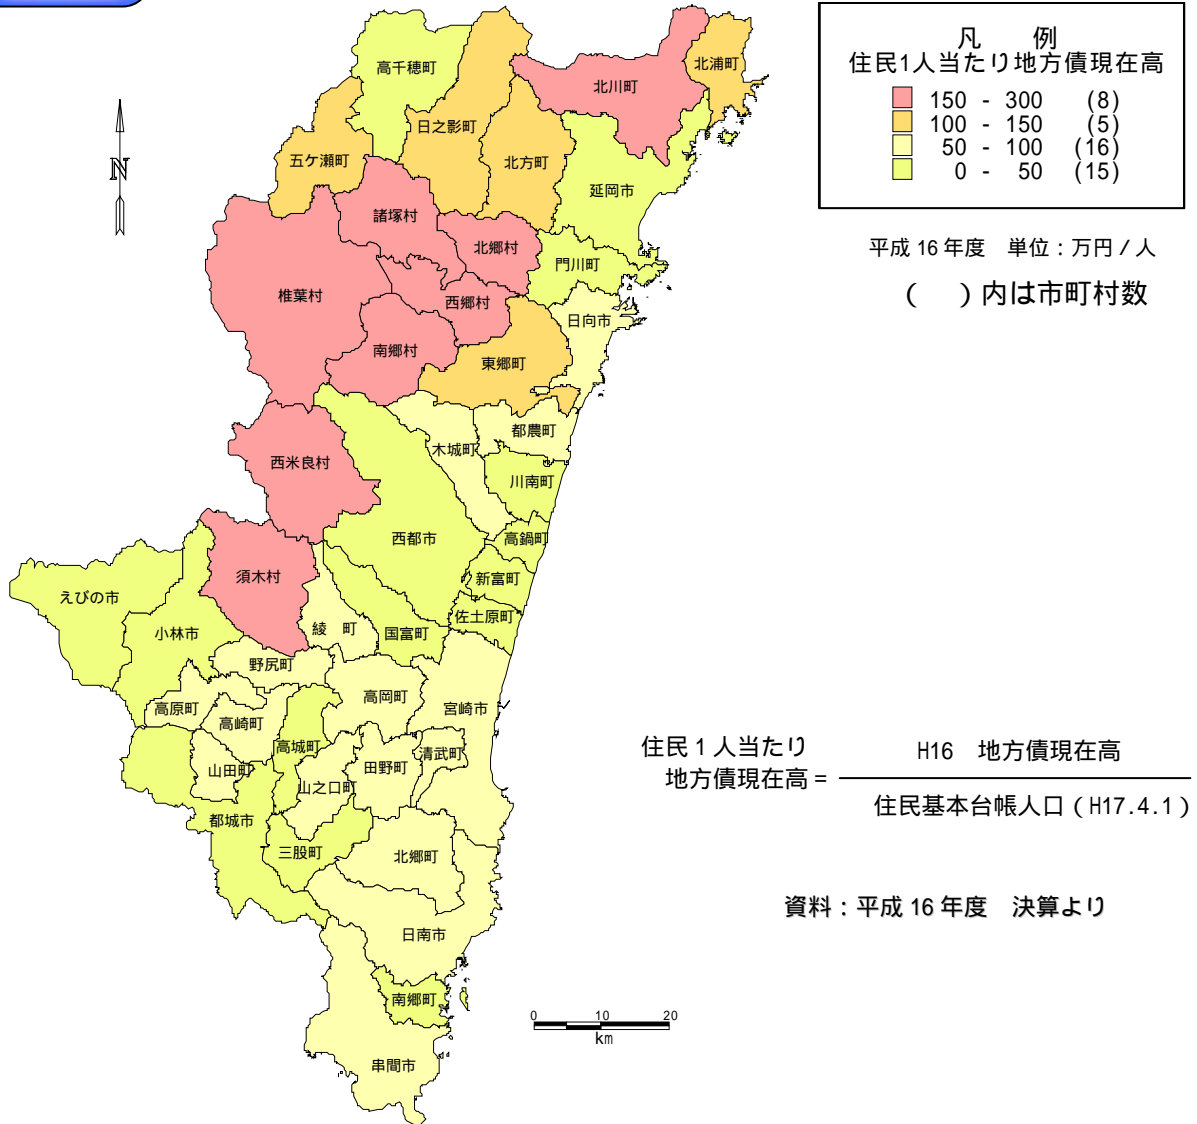 凡 例
住民1人当たり地方債現在高
150 - 300 (8)
100 - 150 (5)
50 - 100 (16)
0 - 50 (15)
平成 16 年度 単位：万円 / 人
( ) 内は市町村数
N
高千穂町
北浦町
北川町
日之影町
五ケ瀬町
北方町
延岡市
諸塚村
北郷村
門川町
椎葉村
西郷村
日向市
南郷村
東郷町
都農町
木城町
西米良村
川南町
西都市
高鍋町
須木村
新富町
えびの市
佐土原町
小林市
綾 町
国富町
野尻町
高岡町
高原町
宮崎市
高崎町
高城町
清武町
山田町
田野町
山之口町
都城市
三股町
北郷町
日南市
南郷町
串間市
0 10 20
km
住民 1 人当たり
地方債現在高 =
H16 地方債現在高
住民基本台帳人口 ( H17.4.1 )
資料：平成 16 年度 決算より